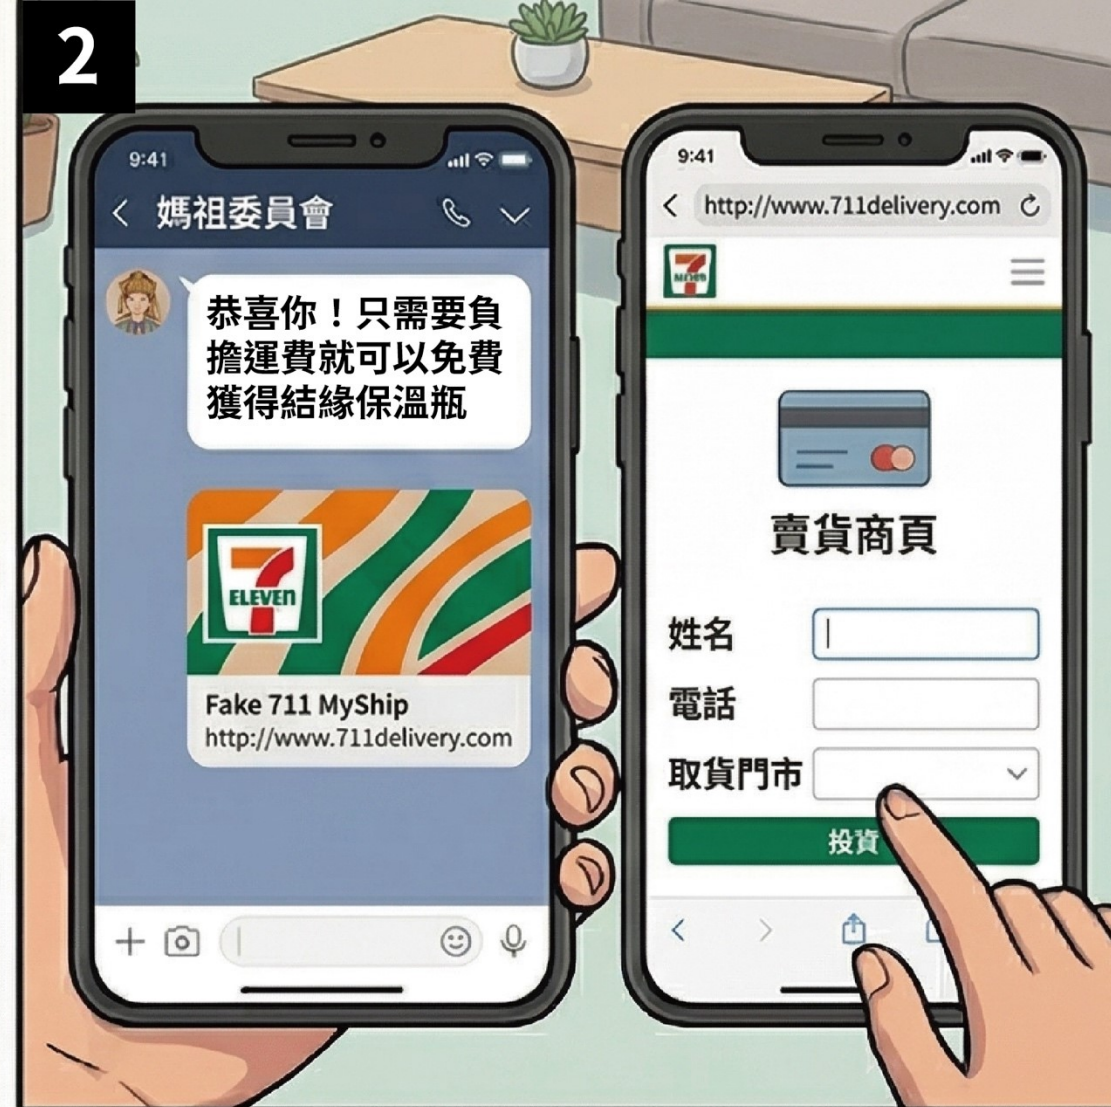 2
9:41
媽祖委員會
恭喜你！只需要負
擔運費就可以免費
獲得結緣保溫瓶
7
ELEVEn
Fake 711 MyShip
http://www.711delivery.com
9:41
http://www.711delivery.com
7
ELEVEn
賣貨商頁
姓名
電話
取貨門市
投資